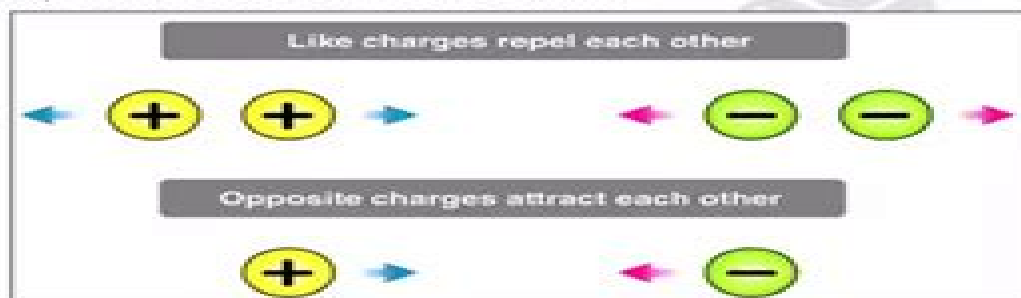 Like charges repel each other
+ + − −
Opposite charges attract each other
+ −